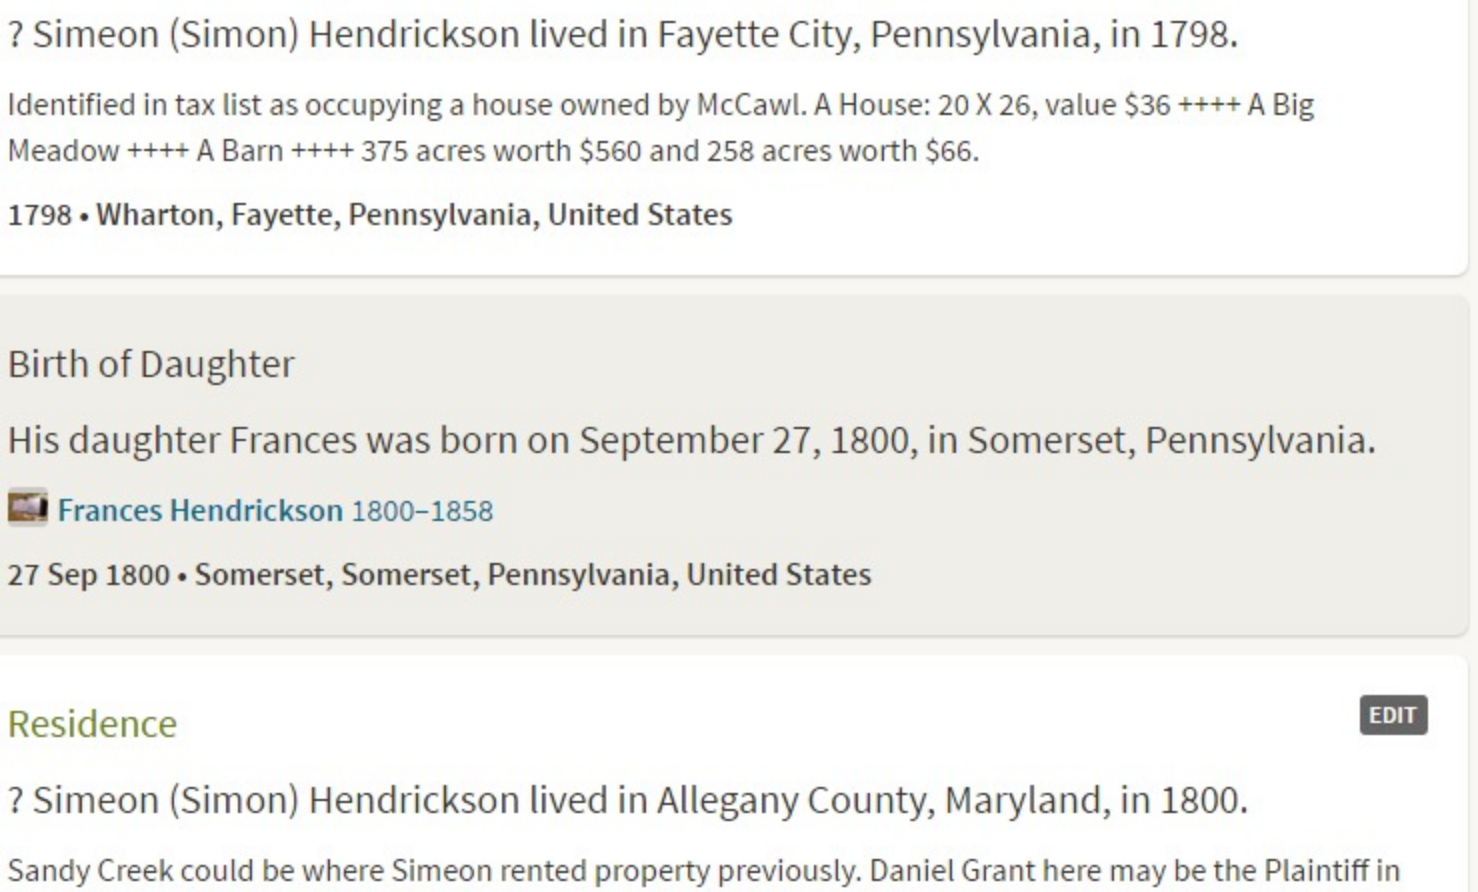 ? Simeon (Simon) Hendrickson lived in Fayette City, Pennsylvania, in 1798.
Identified in tax list as occupying a house owned by McCawl. A House: 20 X 26, value $36 ++++ A Big
Meadow ++++ A Barn ++++ 375 acres worth $560 and 258 acres worth $66.
1798 • Wharton, Fayette, Pennsylvania, United States
Birth of Daughter
His daughter Frances was born on September 27, 1800, in Somerset, Pennsylvania.
Frances Hendrickson 1800–1858
27 Sep 1800 • Somerset, Somerset, Pennsylvania, United States
Residence
EDIT
? Simeon (Simon) Hendrickson lived in Allegany County, Maryland, in 1800.
Sandy Creek could be where Simeon rented property previously. Daniel Grant here may be the Plaintiff in